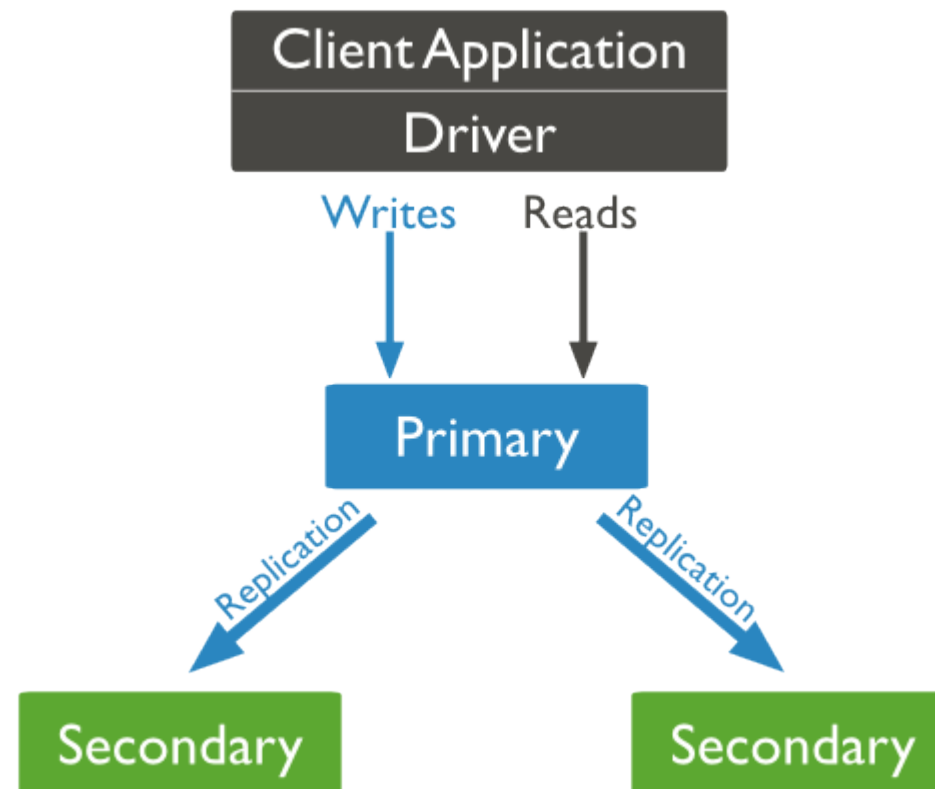 Client Application
Driver
Writes
Reads
Primary
Replication
Replication
Secondary
Secondary